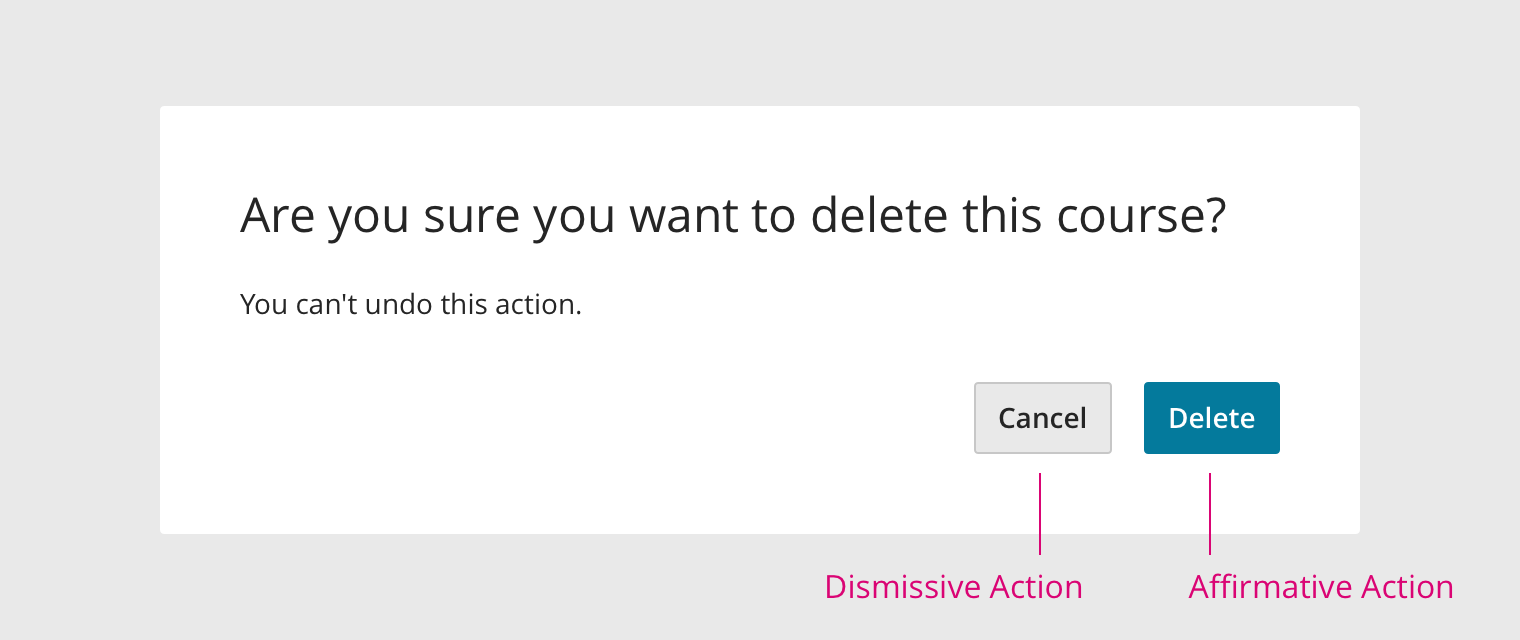 Are you sure you want to delete this course?
You can't undo this action.
Cancel
Delete
Dismissive Action
Affirmative Action